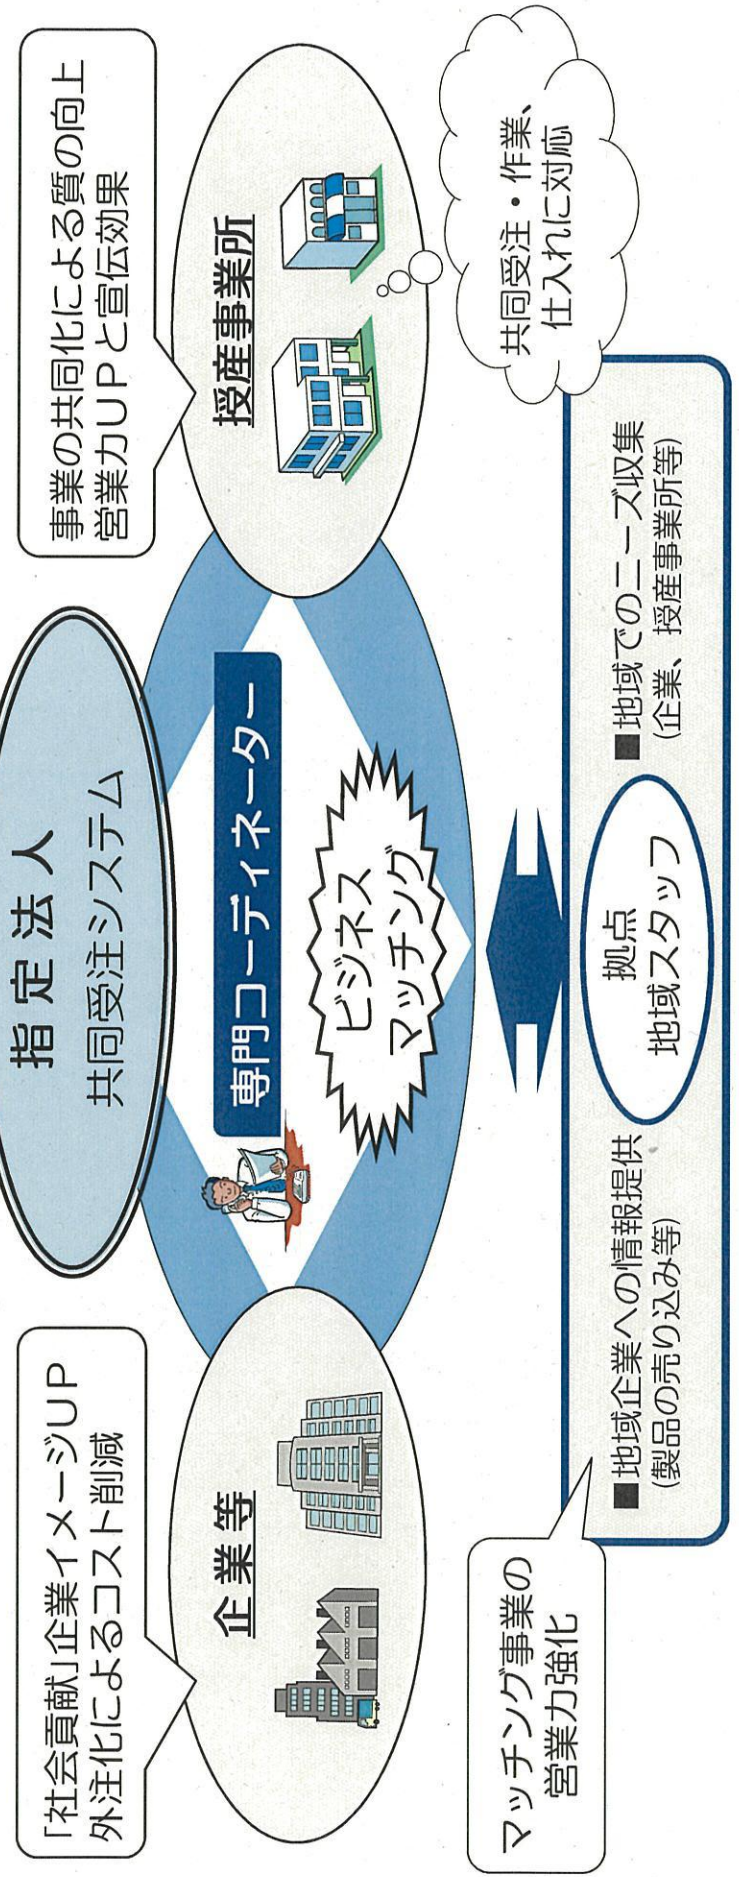 指定法人
共同受注システム
「社会貢献」企業イメージUP
外注化によるコスト削減
事業の共同化による質の向上
営業力UPと宣伝効果
企業等
専門コーディネーター
ビジネス
マッチング
授産事業所
共同受注・作業、
仕入れに対応
マッチング事業の
営業力強化
■地域企業への情報提供
(製品の売り込み等)
拠点
地域スタッフ
■地域でのニーズ収集
(企業、授産事業所等)